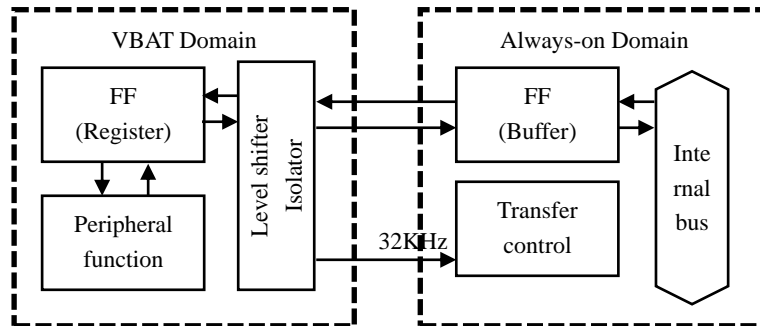 VBAT Domain
Always-on Domain
FF
(Register)
Level shifter
Isolator
FF
(Buffer)
Inte
rnal
bus
Peripheral
function
32KHz
Transfer
control